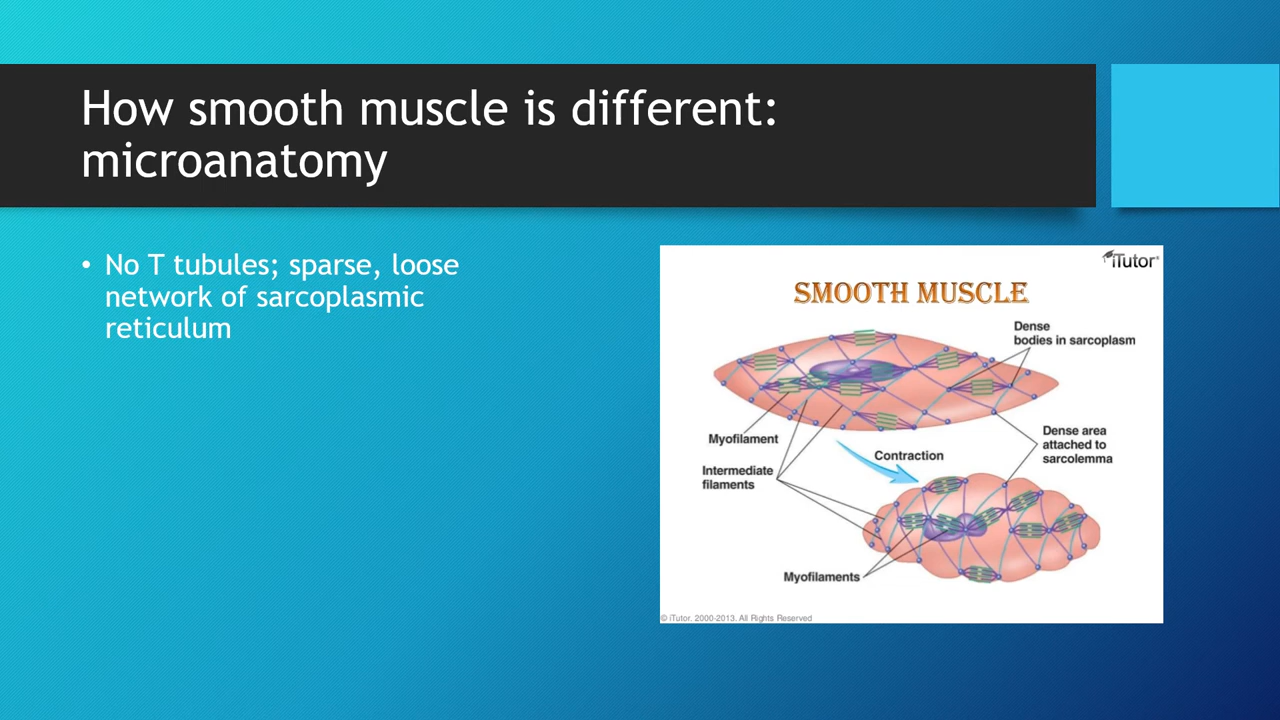 How smooth muscle is different:
microanatomy
• No T tubules; sparse, loose
network of sarcoplasmic
reticulum
iTutor®
SMOOTH MUSCLE
Dense
bodies in sarcoplasm
Myofilament
Dense area
attached to
sarcolemma
Contraction
Intermediate
filaments
Myofilaments
© iTutor. 2000-2013. All Rights Reserved